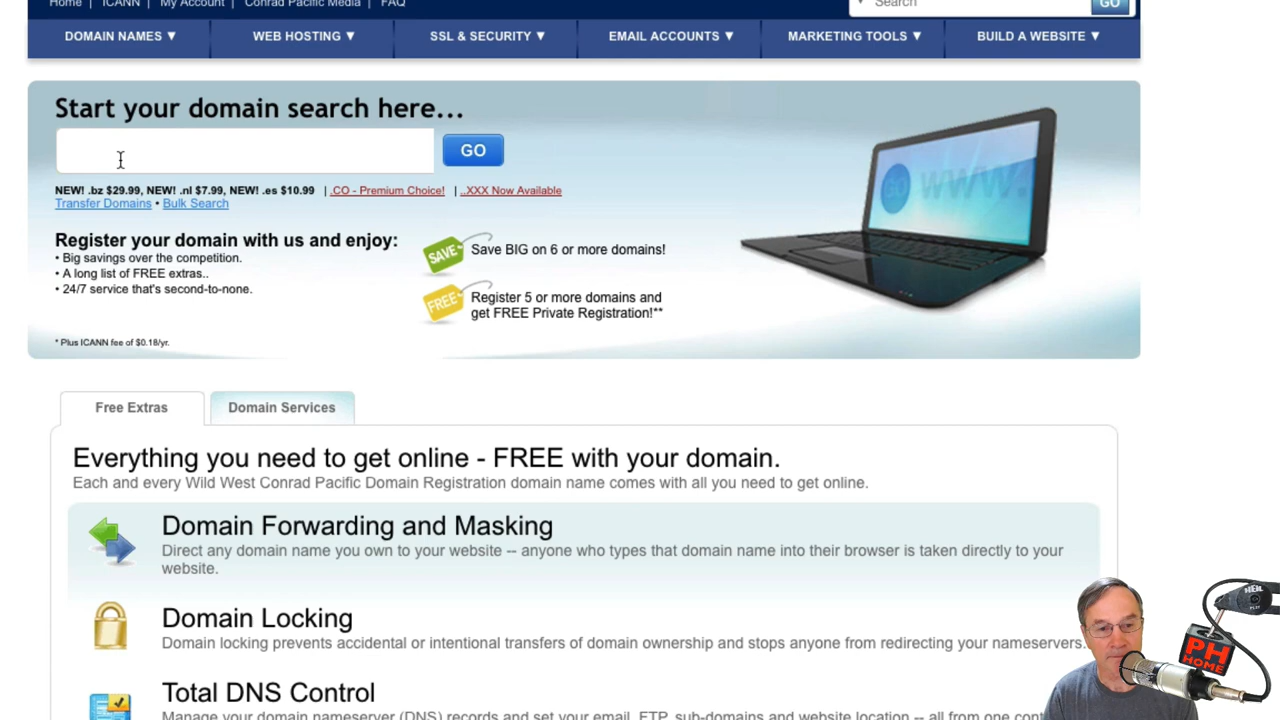 Home | ICANN | My Account | Conrad Pacific Media | FAQ
Search GO
DOMAIN NAMES ▼ WEB HOSTING ▼ SSL & SECURITY ▼ EMAIL ACCOUNTS ▼ MARKETING TOOLS ▼ BUILD A WEBSITE ▼
Start your domain search here...
GO
NEW! .bz $29.99, NEW! .nl $7.99, NEW! .es $10.99 | .CO - Premium Choice! | ..XXX Now Available
Transfer Domains • Bulk Search
Register your domain with us and enjoy:
• Big savings over the competition.
• A long list of FREE extras..
• 24/7 service that's second-to-none.
SAVE Save BIG on 6 or more domains!
FREE Register 5 or more domains and
get FREE Private Registration!**
* Plus ICANN fee of $0.18/yr.
www.
Free Extras Domain Services
Everything you need to get online - FREE with your domain.
Each and every Wild West Conrad Pacific Domain Registration domain name comes with all you need to get online.
Domain Forwarding and Masking
Direct any domain name you own to your website -- anyone who types that domain name into their browser is taken directly to your
website.
Domain Locking
Domain locking prevents accidental or intentional transfers of domain ownership and stops anyone from redirecting your nameservers.
Total DNS Control
Manage your domain nameserver (DNS) records and set your email, FTP, sub-domains and website location -- all from one
HEIL
PH
HOME